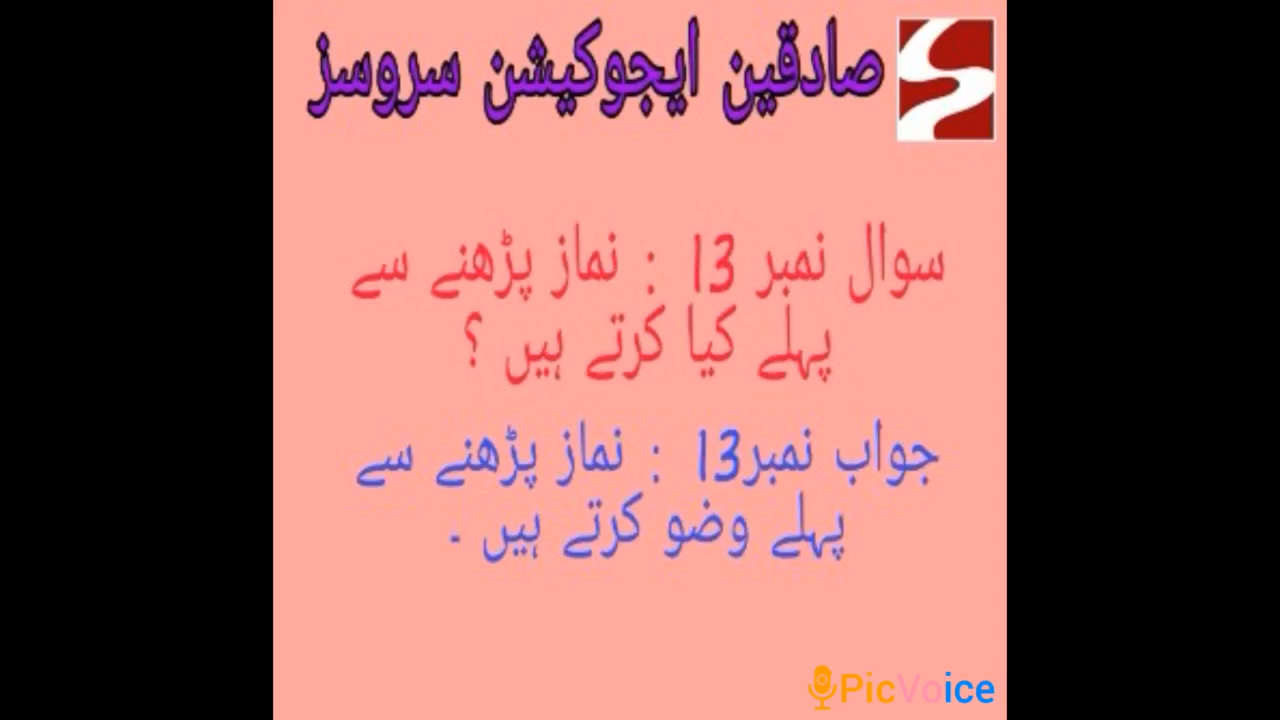 صادقین ایجوکیشن سروسز
سوال نمبر 13 : نماز پڑھنے سے
پہلے کیا کرتے ہیں ؟
جواب نمبر13 : نماز پڑھنے سے
پہلے وضو کرتے ہیں ۔
PicVoice